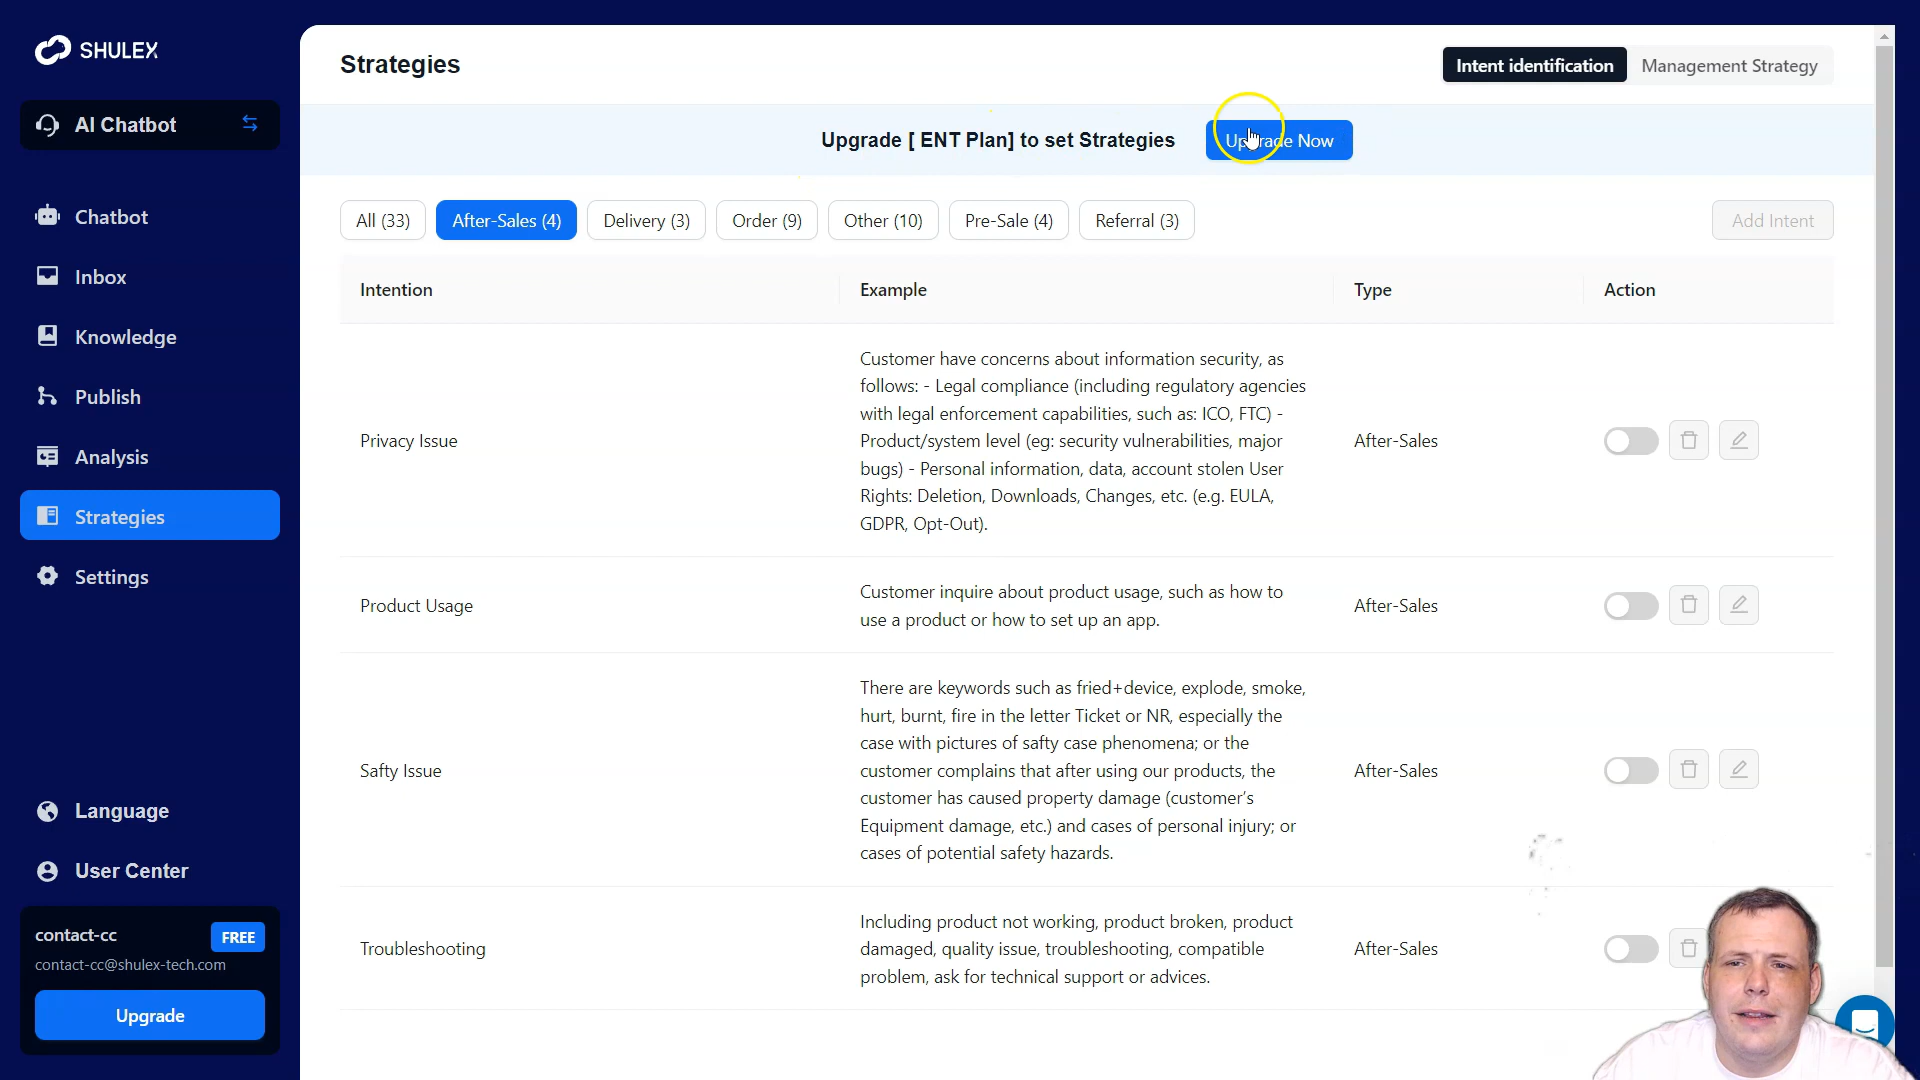 SHULEX
Strategies
Intent identification
Management Strategy
AI Chatbot
Upgrade [ ENT Plan] to set Strategies
Upgrade Now
Chatbot
Inbox
Knowledge
Publish
Analysis
Strategies
Settings
Language
User Center
contact-cc
FREE
contact-cc@shulex-tech.com
Upgrade
All (33)
After-Sales (4)
Delivery (3)
Order (9)
Other (10)
Pre-Sale (4)
Referral (3)
Add Intent
Intention
Example
Type
Action
Privacy Issue
Customer have concerns about information security, as
follows: - Legal compliance (including regulatory agencies
with legal enforcement capabilities, such as: ICO, FTC) -
Product/system level (eg: security vulnerabilities, major
bugs) - Personal information, data, account stolen User
Rights: Deletion, Downloads, Changes, etc. (e.g. EULA,
GDPR, Opt-Out).
After-Sales
Product Usage
Customer inquire about product usage, such as how to
use a product or how to set up an app.
After-Sales
Safty Issue
There are keywords such as fried+device, explode, smoke,
hurt, burnt, fire in the letter Ticket or NR, especially the
case with pictures of safty case phenomena; or the
customer complains that after using our products, the
customer has caused property damage (customer's
Equipment damage, etc.) and cases of personal injury; or
cases of potential safety hazards.
After-Sales
Troubleshooting
Including product not working, product broken, product
damaged, quality issue, troubleshooting, compatible
problem, ask for technical support or advices.
After-Sales